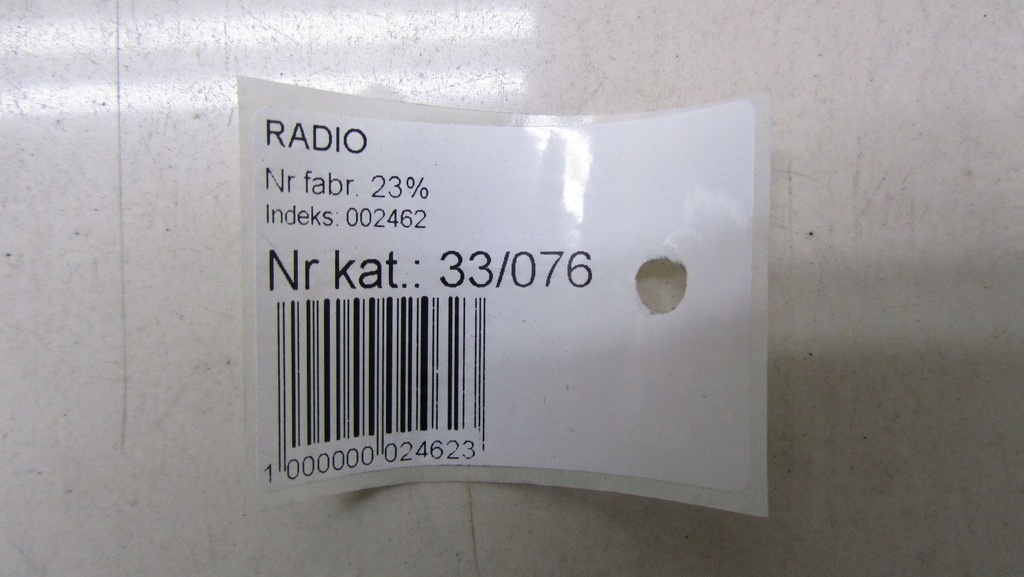 RADIO
Nr fabr. 23%
Indeks: 002462
Nr kat.: 33/076
1 000000 024623